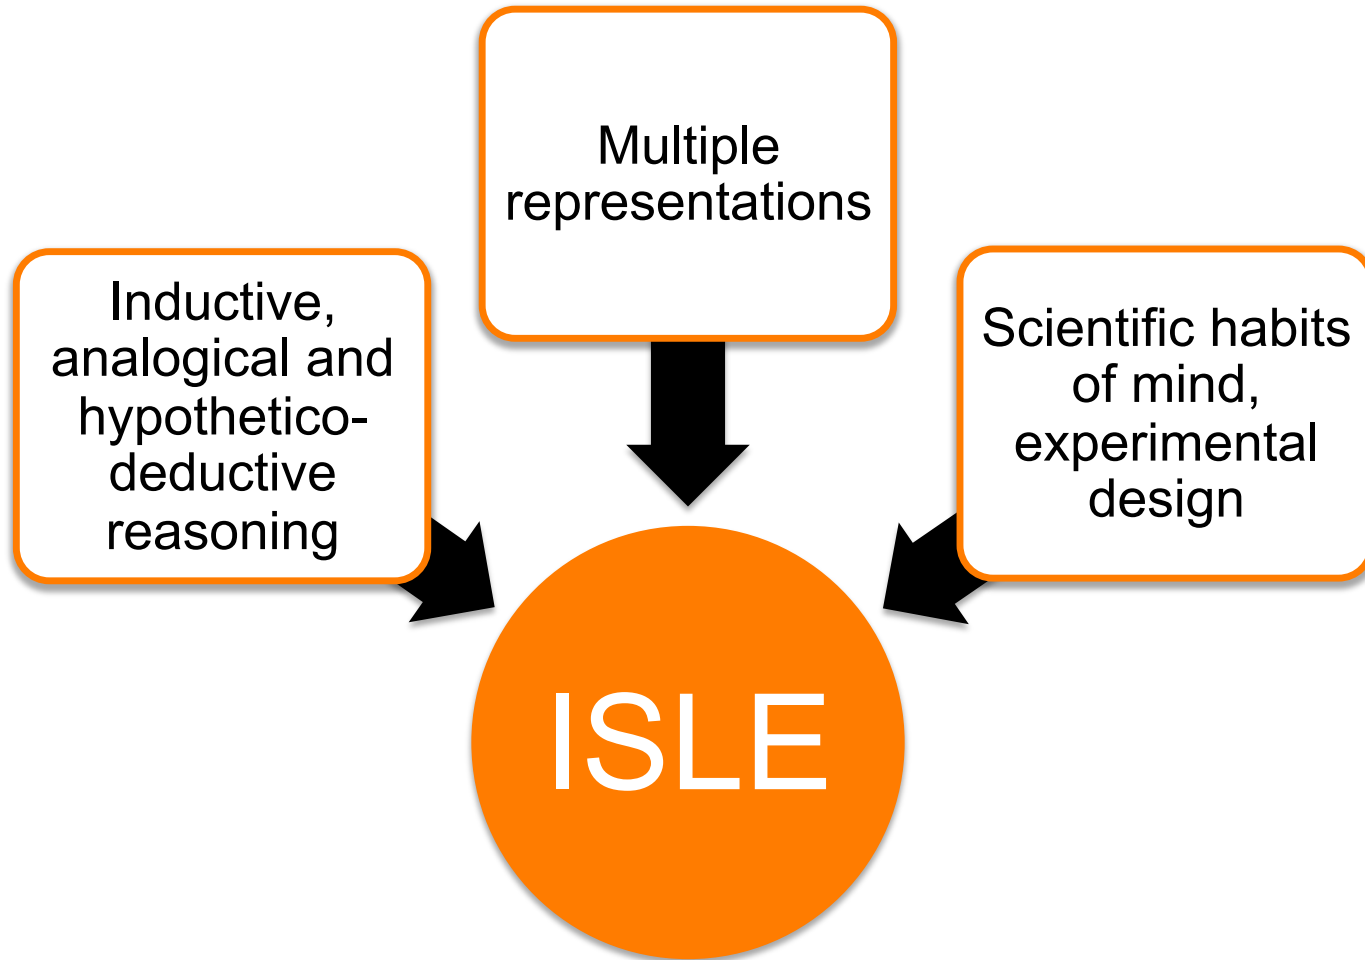 Multiple
representations
Inductive,
analogical and
hypothetico-
deductive
reasoning
Scientific habits
of mind,
experimental
design
ISLE